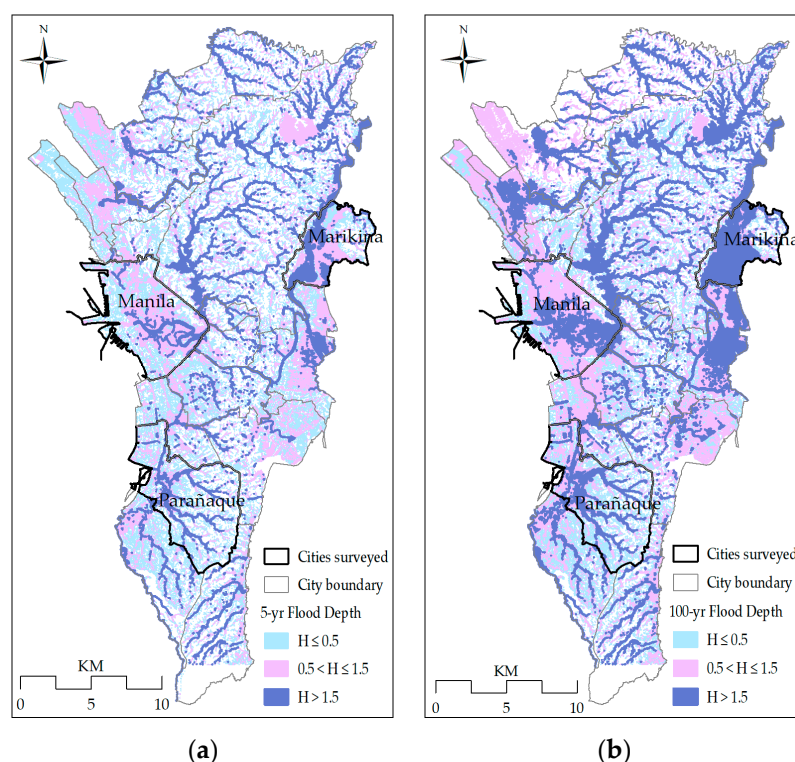 N
Marikina
Manila
Parañaque
Cities surveyed
City boundary
5-yr Flood Depth
H ≤ 0.5
0.5 < H ≤ 1.5
H > 1.5
KM
0 5 10
(a)
N
Marikina
Manila
Parañaque
Cities surveyed
City boundary
100-yr Flood Depth
H ≤ 0.5
0.5 < H ≤ 1.5
H > 1.5
KM
0 5 10
(b)